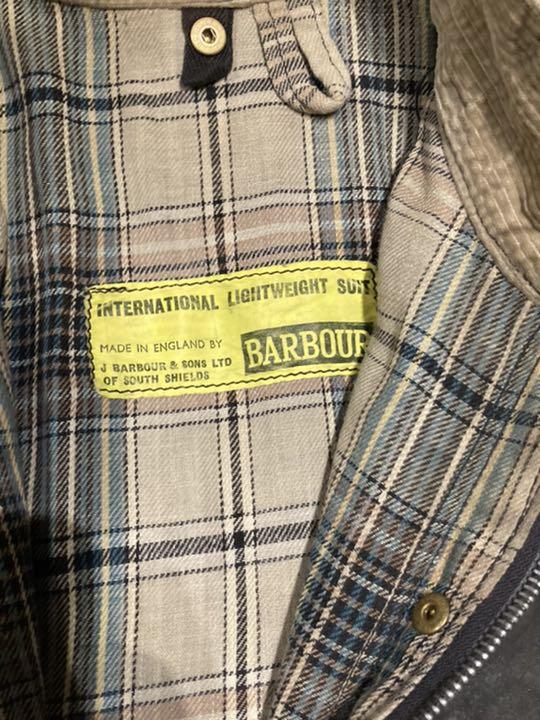 INTERNATIONAL LIGHTWEIGHT SUIT
MADE IN ENGLAND BY
J BARBOUR & SONS LTD
OF SOUTH SHIELDS
BARBOUR